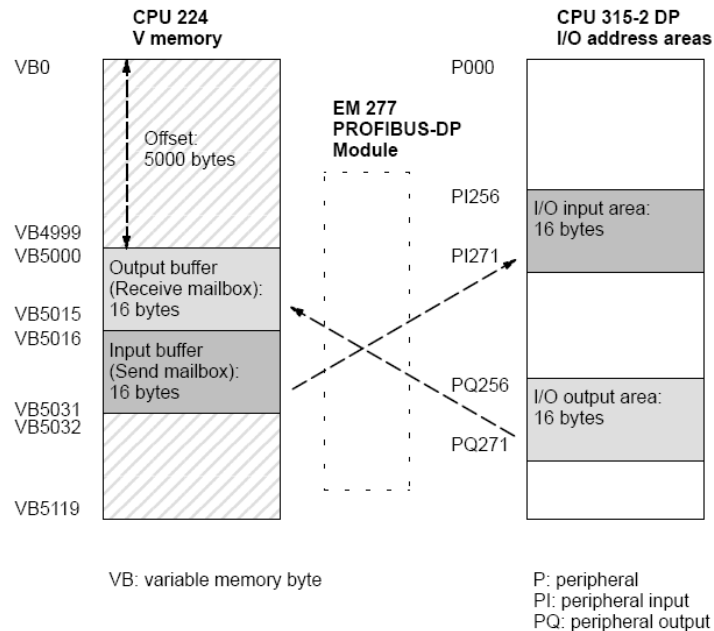 CPU 224
V memory
CPU 315-2 DP
I/O address areas
VB0
P000
Offset:
5000 bytes
EM 277
PROFIBUS-DP
Module
PI256
I/O input area:
16 bytes
VB4999
VB5000
PI271
Output buffer
(Receive mailbox):
16 bytes
VB5015
VB5016
Input buffer
(Send mailbox):
16 bytes
PQ256
I/O output area:
16 bytes
VB5031
VB5032
PQ271
VB5119
VB: variable memory byte
P: peripheral
PI: peripheral input
PQ: peripheral output